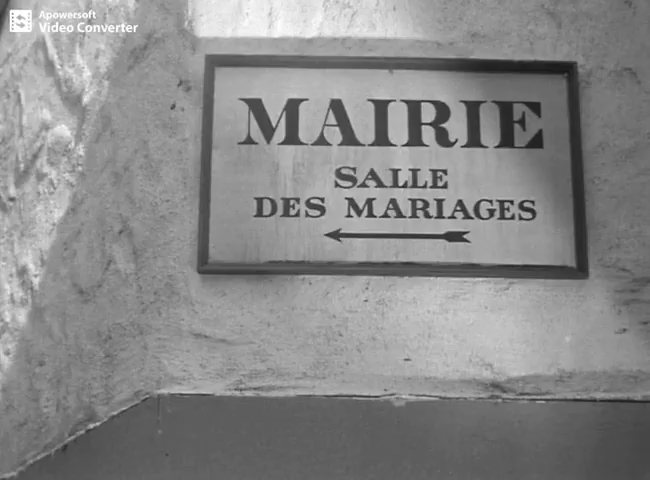 Apowersoft
Video Converter
MAIRIE
SALLE
DES MARIAGES